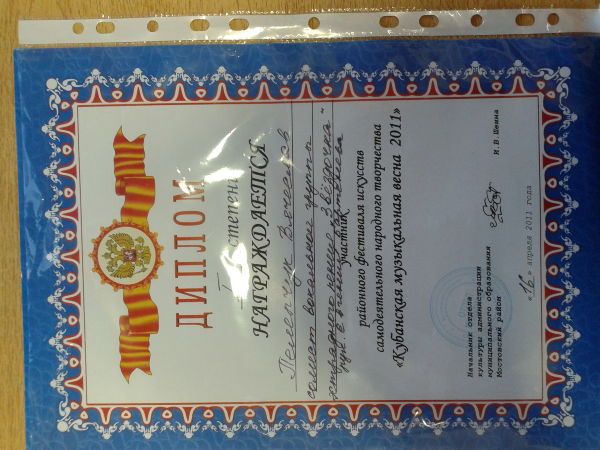 ДИПЛОМ
I степени
НАГРАЖДАЕТСЯ
Пелепчук Вячеслав
солист вокальной группы
эстрадного пения "Звёздочка"
рук.
участник
районного фестиваля искусств
самодеятельного народного творчества
«Кубанская музыкальная весна 2011»
Начальник отдела
культуры администрации
муниципального образования
Мостовский район
И.В.Шеина
«16» апреля 2011 года